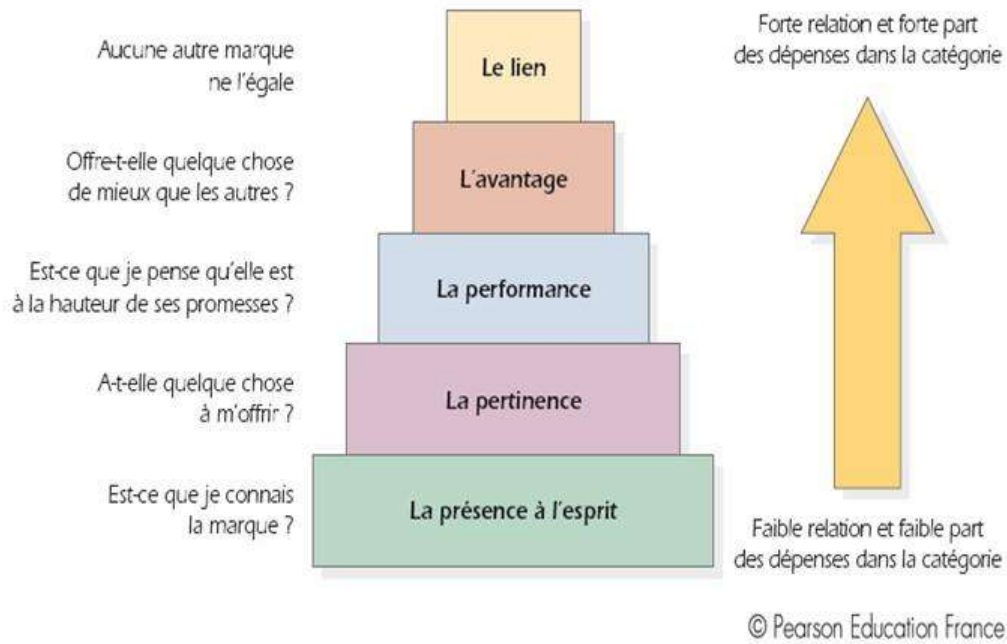 Aucune autre marque
ne l'égale
Le lien
Forte relation et forte part
des dépenses dans la catégorie
Offre-t-elle quelque chose
de mieux que les autres ?
L'avantage
Est-ce que je pense qu'elle est
à la hauteur de ses promesses ?
La performance
A-t-elle quelque chose
à m'offrir ?
La pertinence
Est-ce que je connais
la marque ?
La présence à l'esprit
Faible relation et faible part
des dépenses dans la catégorie
© Pearson Education France